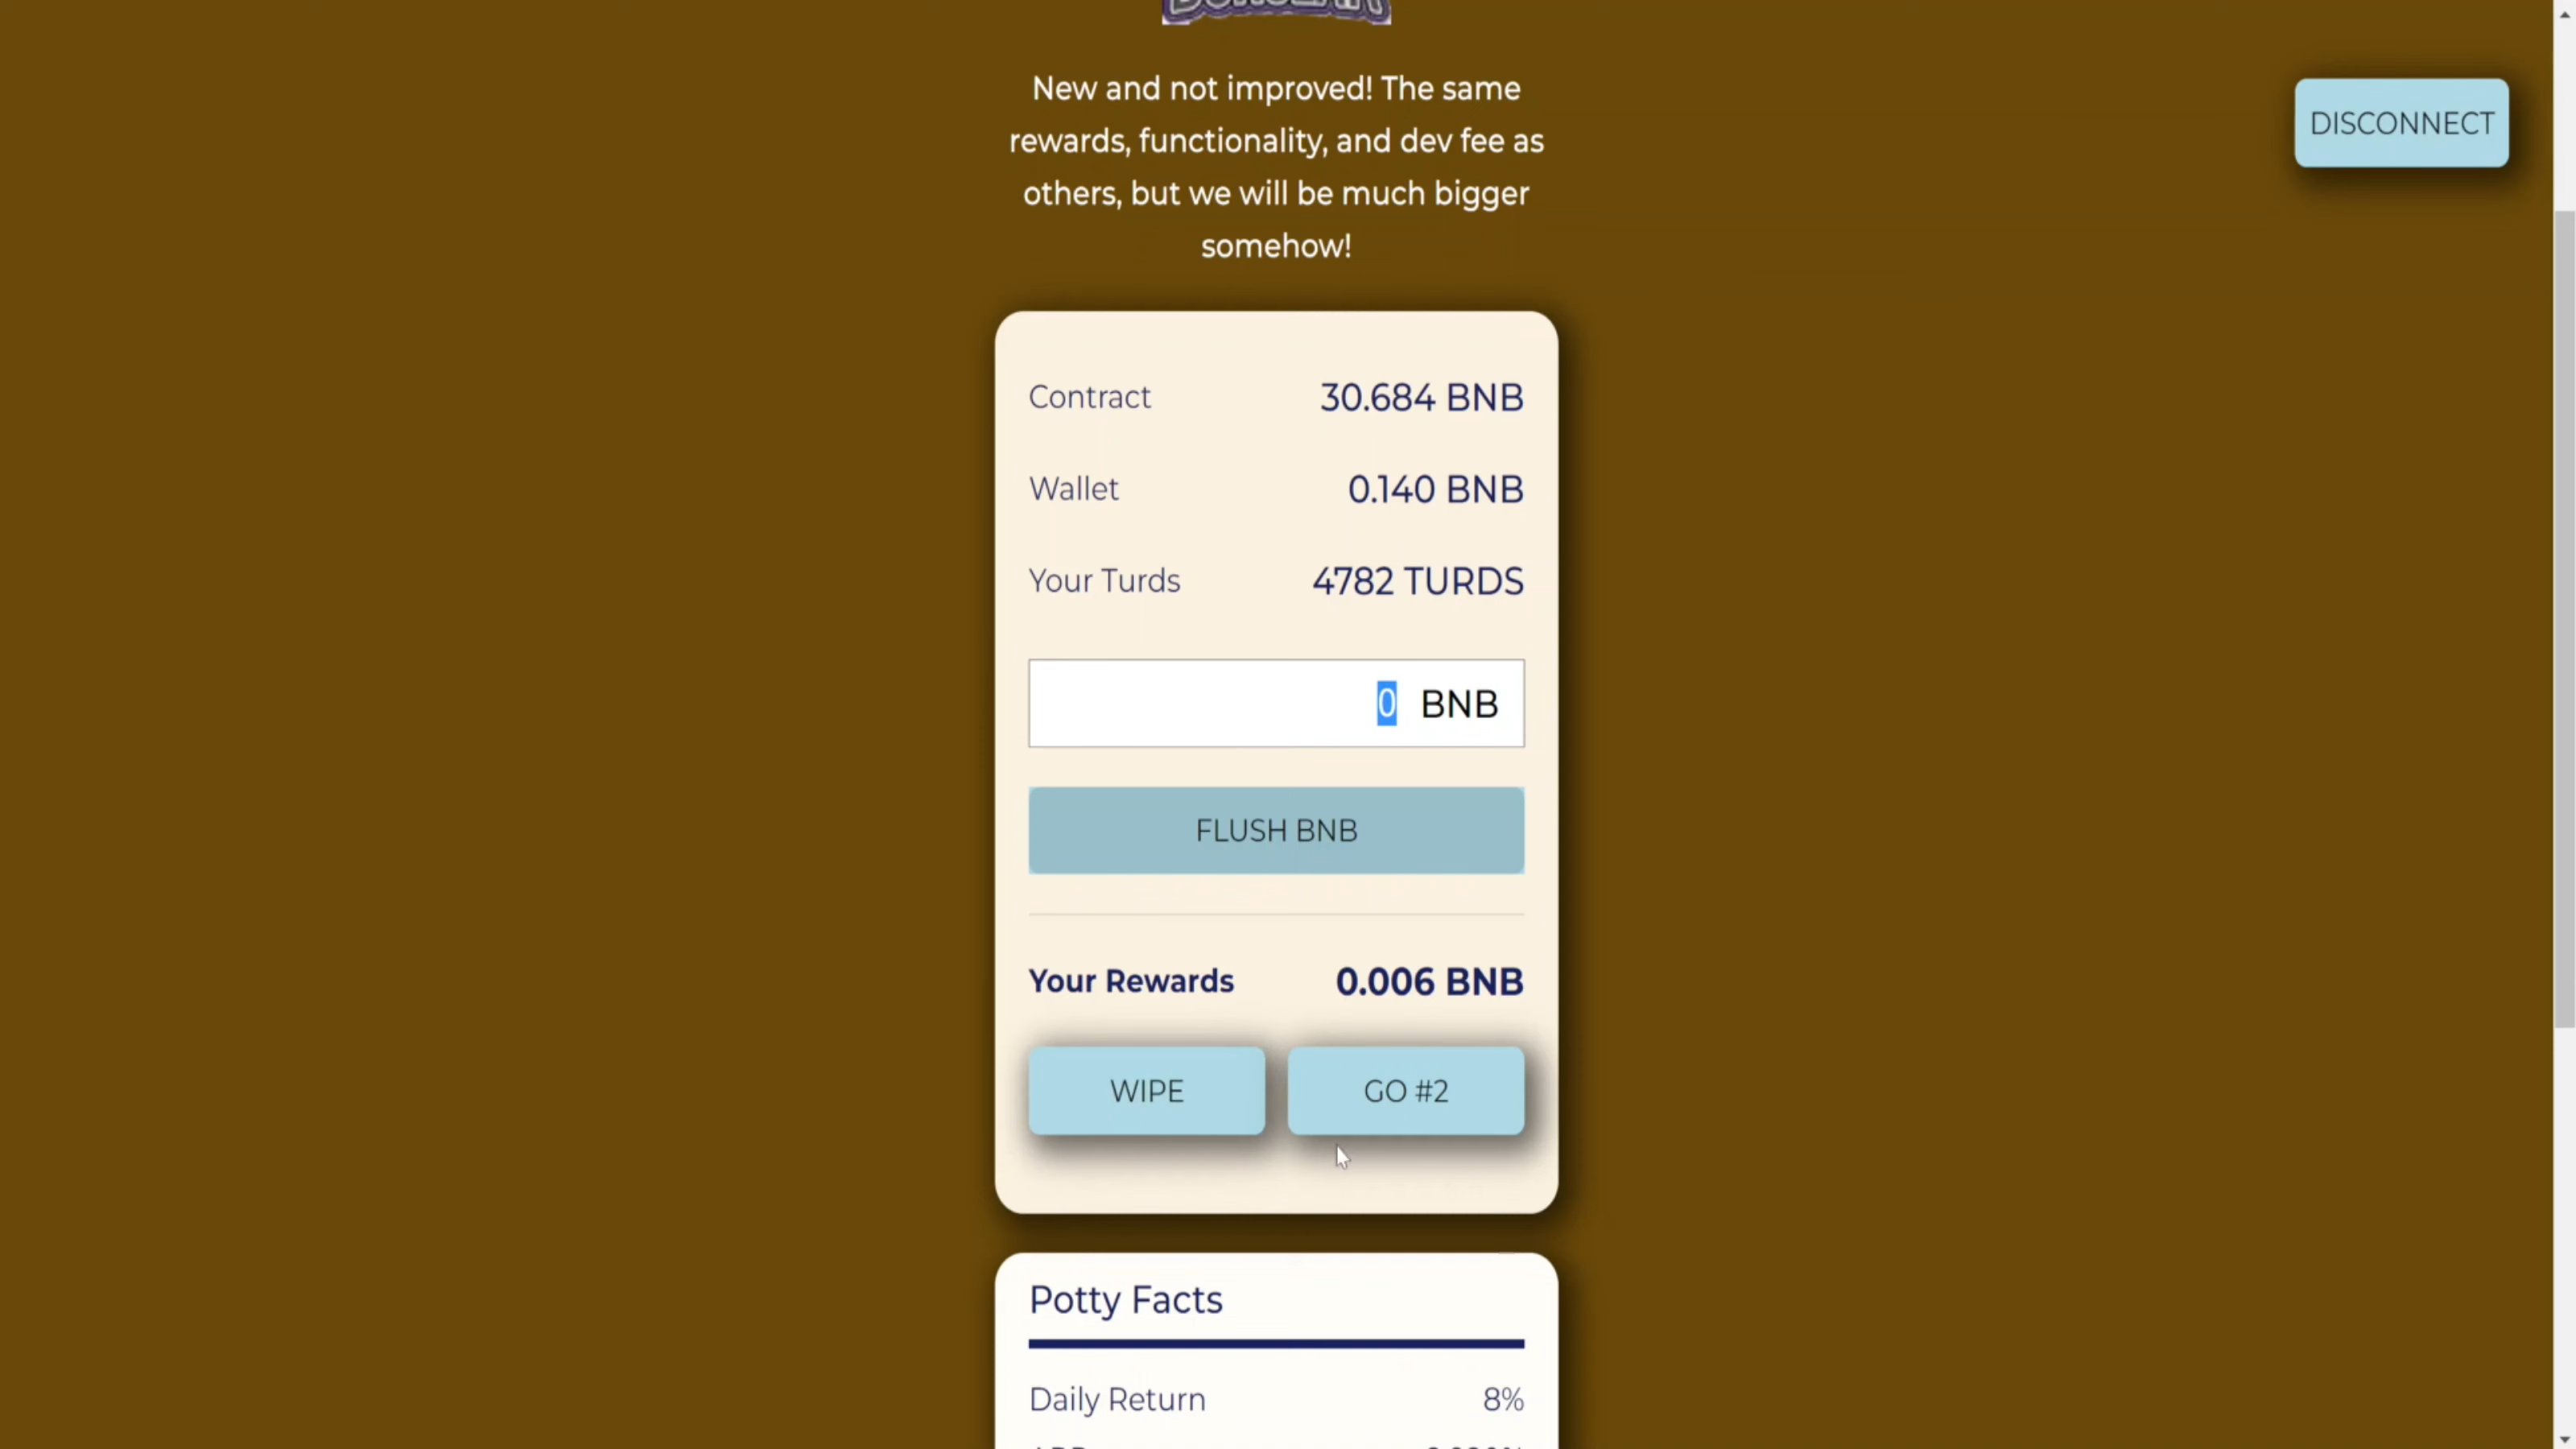 New and not improved! The same
rewards, functionality, and dev fee as
others, but we will be much bigger
somehow!
DISCONNECT
Contract 30.684 BNB
Wallet 0.140 BNB
Your Turds 4782 TURDS
0 BNB
FLUSH BNB
Your Rewards 0.006 BNB
WIPE GO #2
Potty Facts
Daily Return 8%